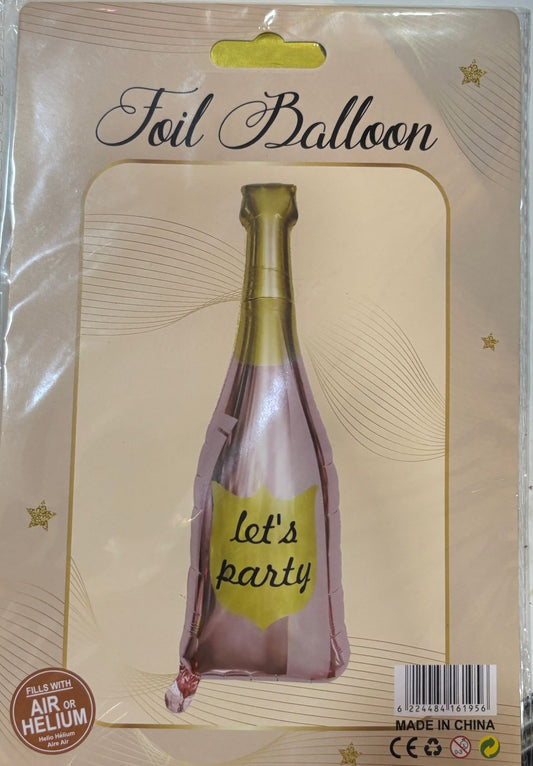 Foil Balloon
let's
party
FILLS WITH
AIR OR
HELIUM
Helio Hélium
Aire Air
6 224484 161956
MADE IN CHINA
CE